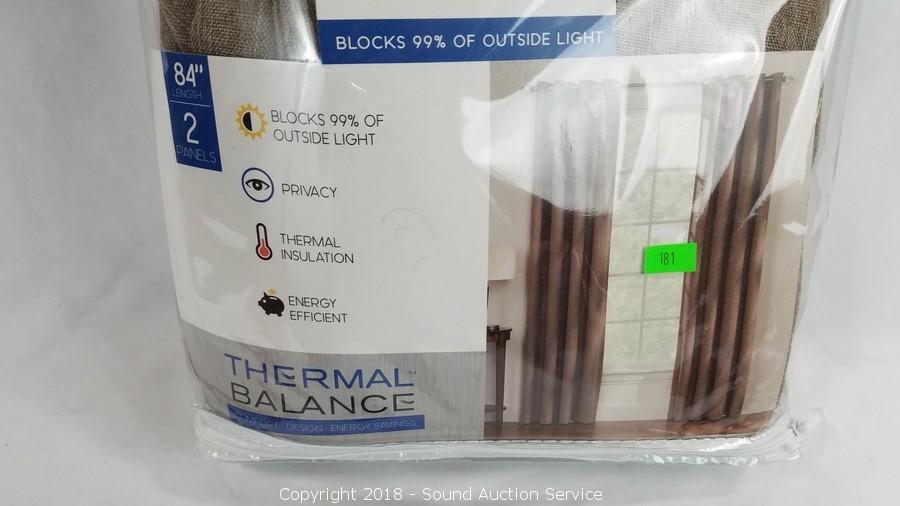 BLOCKS 99% OF OUTSIDE LIGHT
84"
LENGTH
2
PANELS
BLOCKS 99% OF
OUTSIDE LIGHT
PRIVACY
THERMAL
INSULATION
ENERGY
EFFICIENT
181
THERMAL™
BALANCE
COMFORT · DESIGN · ENERGY SAVINGS
Copyright 2018 - Sound Auction Service